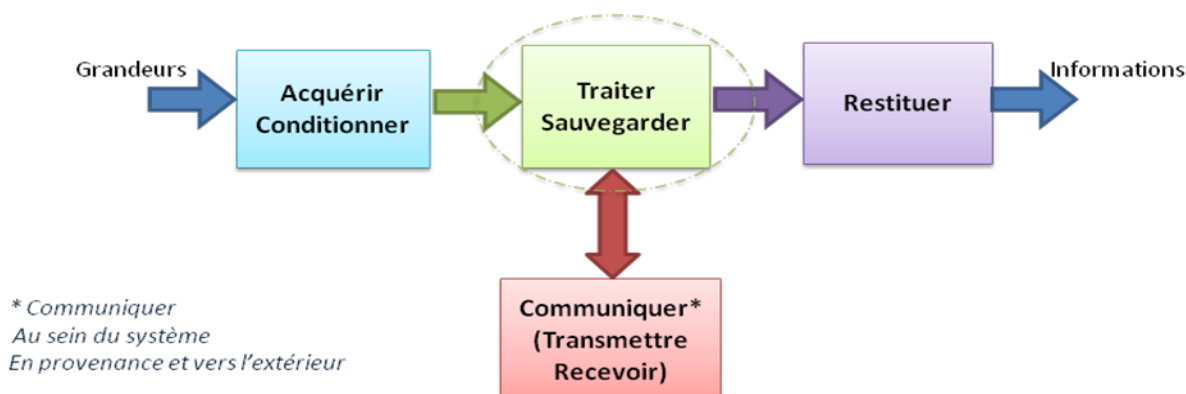 Grandeurs
Acquérir
Conditionner
Traiter
Sauvegarder
Restituer
Informations
Communiquer*
(Transmettre
Recevoir)
* Communiquer
Au sein du système
En provenance et vers l'extérieur